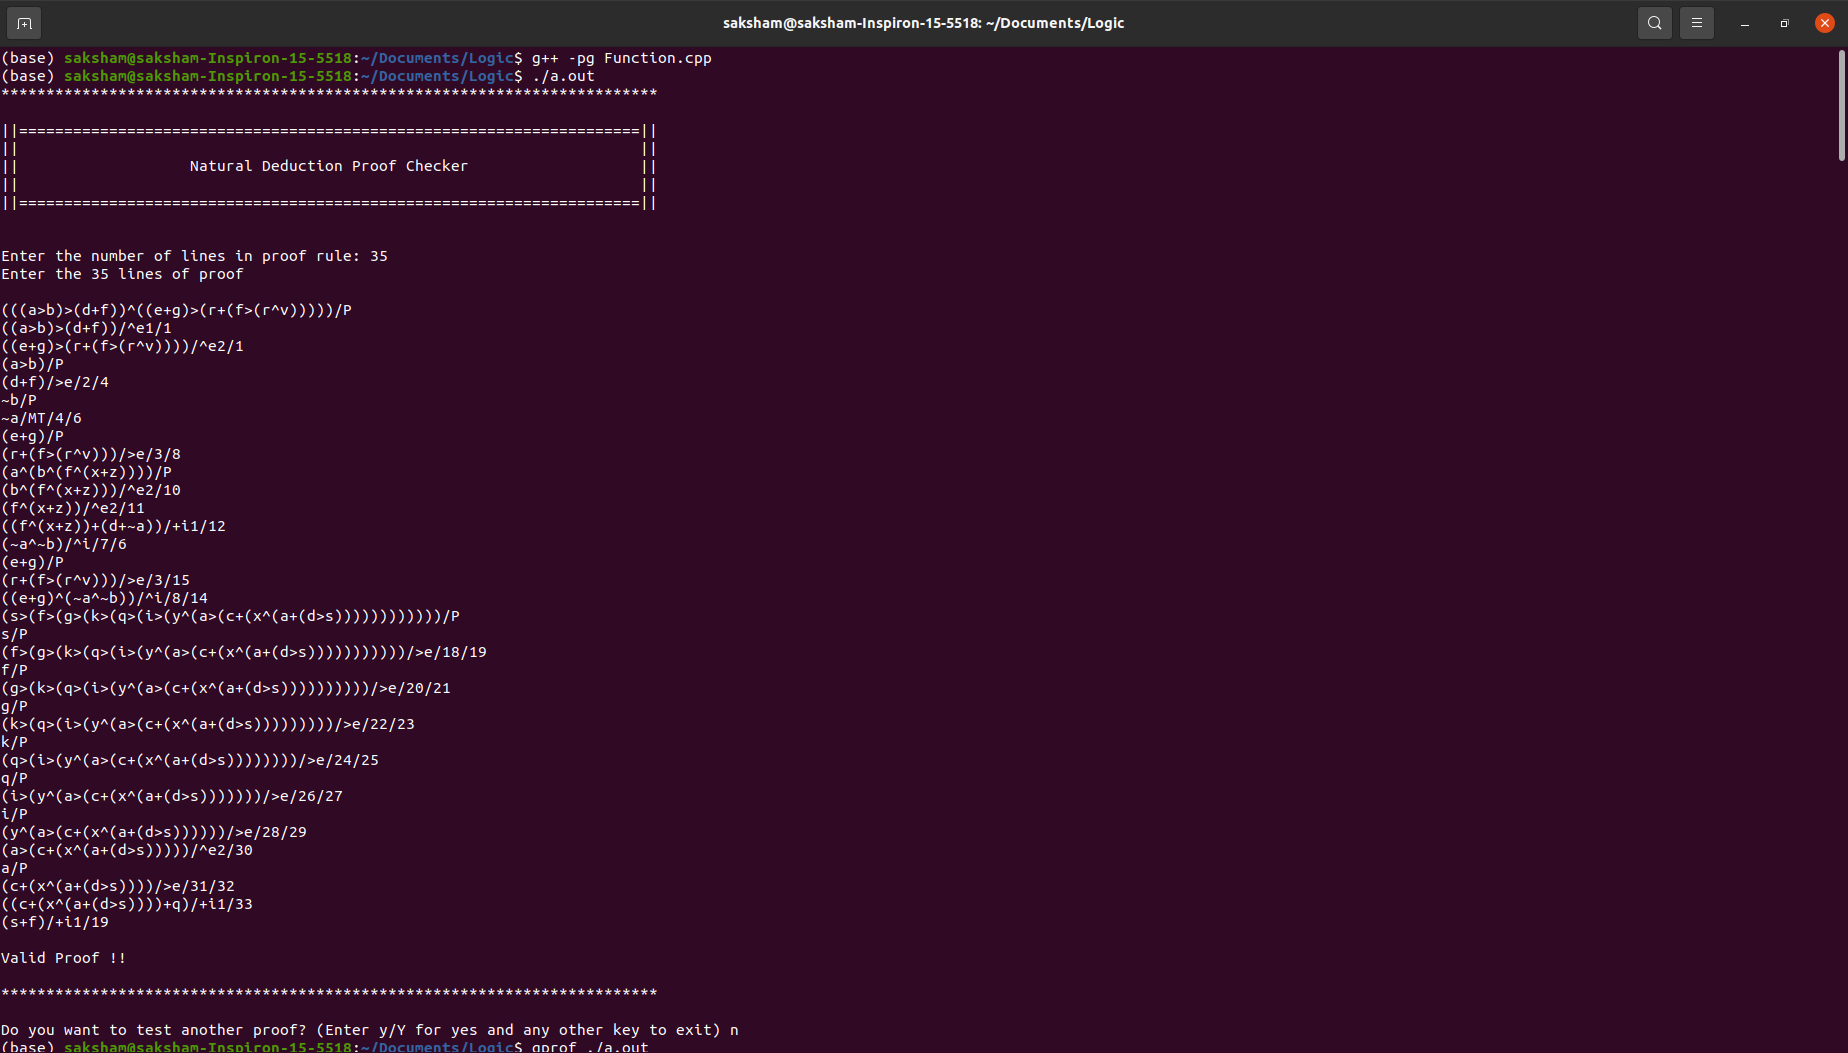 saksham@saksham-Inspiron-15-5518: ~/Documents/Logic
(base) saksham@saksham-Inspiron-15-5518:~/Documents/Logic$ g++ -pg Function.cpp
(base) saksham@saksham-Inspiron-15-5518:~/Documents/Logic$ ./a.out
*************************************************************************
||=====================================================================||
|| ||
|| Natural Deduction Proof Checker ||
|| ||
||=====================================================================||
Enter the number of lines in proof rule: 35
Enter the 35 lines of proof
(((a>b)>(d+f))^((e+g)>(r+(f>(r^v)))))/P
((a>b)>(d+f))/^e1/1
((e+g)>(r+(f>(r^v))))/^e2/1
(a>b)/P
(d+f)/>e/2/4
~b/P
~a/MT/4/6
(e+g)/P
(r+(f>(r^v)))/>e/3/8
(a^(b^(f^(x+z))))/P
(b^(f^(x+z)))/^e2/10
(f^(x+z))/^e2/11
((f^(x+z))+(d+~a))/+i1/12
(~a^~b)/^i/7/6
(e+g)/P
(r+(f>(r^v)))/>e/3/15
((e+g)^(~a^~b))/^i/8/14
(s>(f>(g>(k>(q>(i>(y^(a>(c+(x^(a+(d>s))))))))))))/P
s/P
(f>(g>(k>(q>(i>(y^(a>(c+(x^(a+(d>s)))))))))))/>e/18/19
f/P
(g>(k>(q>(i>(y^(a>(c+(x^(a+(d>s))))))))))/>e/20/21
g/P
(k>(q>(i>(y^(a>(c+(x^(a+(d>s)))))))))/>e/22/23
k/P
(q>(i>(y^(a>(c+(x^(a+(d>s))))))))/>e/24/25
q/P
(i>(y^(a>(c+(x^(a+(d>s)))))))/>e/26/27
i/P
(y^(a>(c+(x^(a+(d>s))))))/>e/28/29
(a>(c+(x^(a+(d>s)))))/^e2/30
a/P
(c+(x^(a+(d>s))))/>e/31/32
((c+(x^(a+(d>s))))+q)/+i1/33
(s+f)/+i1/19
Valid Proof !!
*************************************************************************
Do you want to test another proof? (Enter y/Y for yes and any other key to exit) n
(base) saksham@saksham-Inspiron-15-5518:~/Documents/Logic$ gprof ./a.out